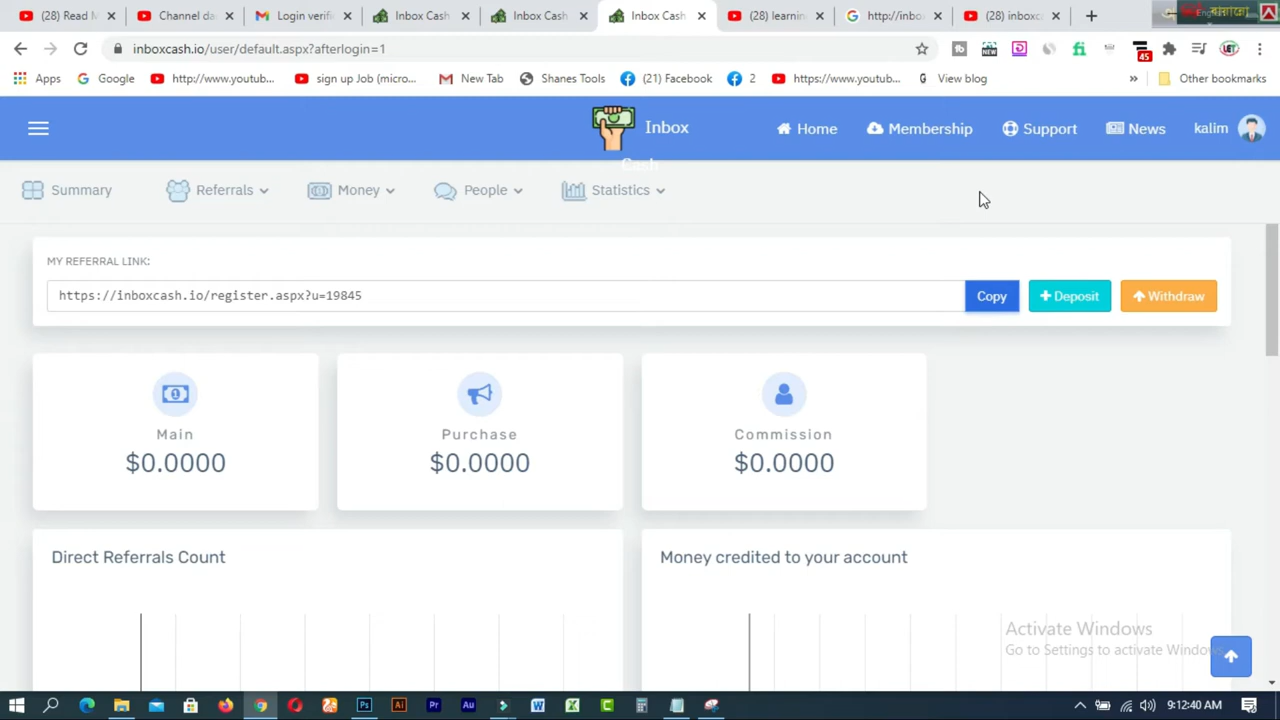 (28) Read M
Channel da
Login verifi
Inbox Cash
Inbox Cash
Inbox Cash
(28) learnin
http://inbo
(28) inboxc
inboxcash.io/user/default.aspx?afterlogin=1
NEW
45
Apps
Google
http://www.youtub...
sign up Job (micro...
New Tab
Shanes Tools
(21) Facebook
2
https://www.youtub...
View blog
Other bookmarks
Inbox
Cash
Home
Membership
Support
News
kalim
Summary
Referrals
Money
People
Statistics
MY REFERRAL LINK:
https://inboxcash.io/register.aspx?u=19845
Copy
Deposit
Withdraw
Main
$0.0000
Purchase
$0.0000
Commission
$0.0000
Direct Referrals Count
Money credited to your account
Activate Windows
Go to Settings to activate Windows
9:12:40 AM